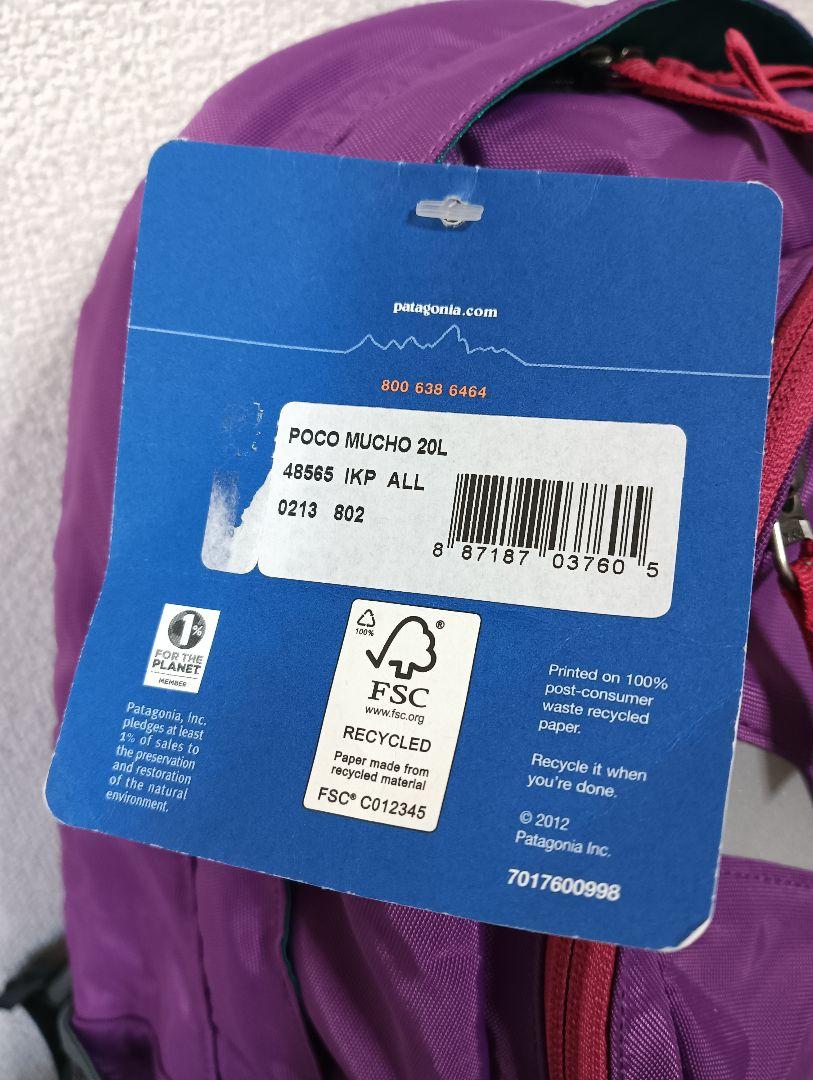 patagonia.com
800 638 6464
POCO MUCHO 20L
48565 IKP ALL
0213 802
8 87187 03760 5
1%
FOR THE
PLANET
MEMBER
Patagonia, Inc.
pledges at least
1% of sales to
the preservation
and restoration
of the natural
environment.
100%
®
FSC
www.fsc.org
RECYCLED
Paper made from
recycled material
FSC® C012345
Printed on 100%
post-consumer
waste recycled
paper.
Recycle it when
you're done.
© 2012
Patagonia Inc.
7017600998